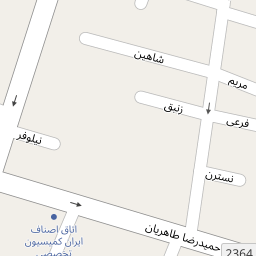 شاهین
مریم
زنبق
فرعی
نیلوفر
نسترن
حمیدرضا طاهریان
اتاق اصناف
ایران کمیسیون
تخصصی
2364